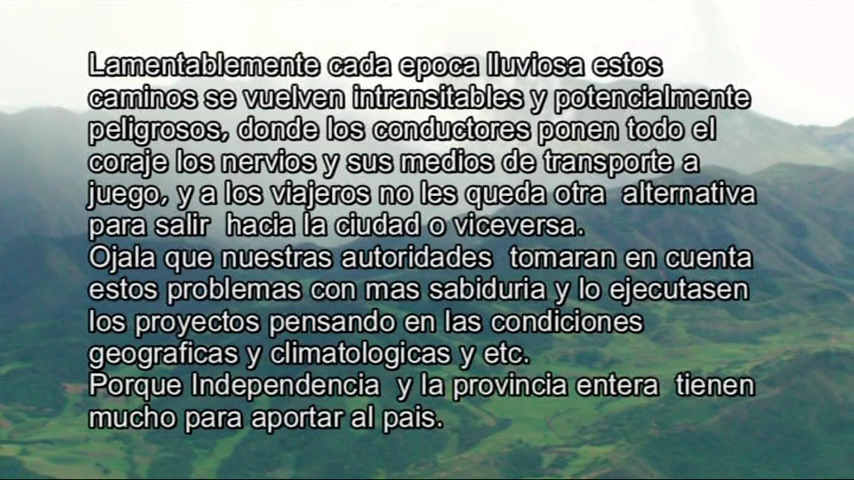 Lamentablemente cada epoca lluviosa estos
caminos se vuelven intransitables y potencialmente
peligrosos, donde los conductores ponen todo el
coraje los nervios y sus medios de transporte a
juego, y a los viajeros no les queda otra  alternativa
para salir  hacia la ciudad o viceversa.
Ojala que nuestras autoridades  tomaran en cuenta
estos problemas con mas sabiduria y lo ejecutasen
los proyectos pensando en las condiciones
geograficas y climatologicas y etc.
Porque Independencia  y la provincia entera  tienen
mucho para aportar al pais.